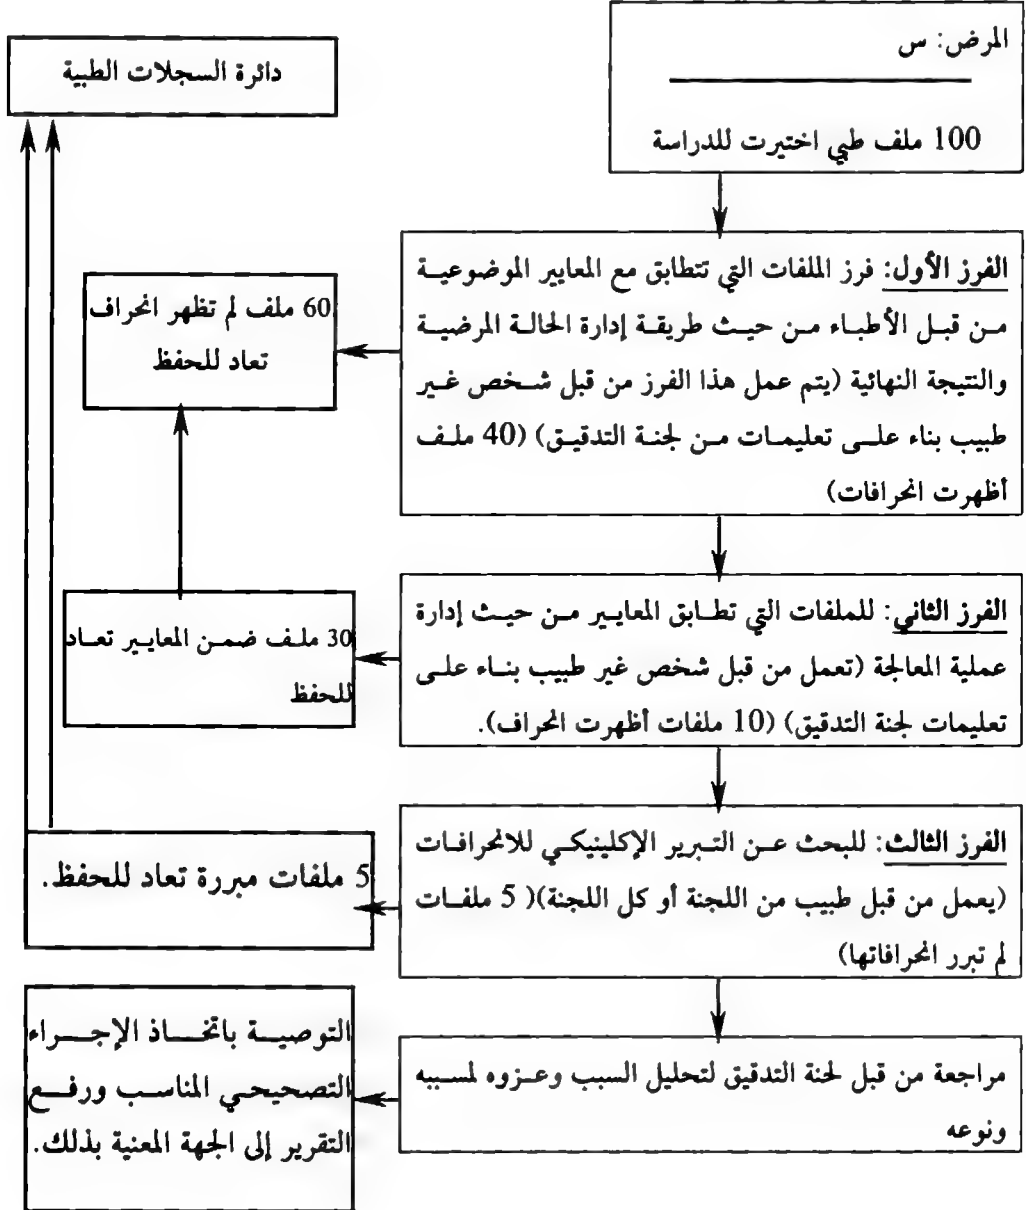 المرض: س
100 ملف طبي اختيرت للدراسة
دائرة السجلات الطبية
الفرز الأول: فرز الملفات التي تتطابق مع المعايير الموضوعية
من قبل الأطباء من حيث طريقة إدارة الحالة المرضية
والنتيجة النهائية (يتم عمل هذا الفرز من قبل شخص غير
طبيب بناء على تعليمات من لجنة التدقيق) (40 ملف
أظهرت انحرافات)
60 ملف لم تظهر انحراف
تعاد للحفظ
الفرز الثاني: للملفات التي تطابق المعايير من حيث إدارة
عملية المعالجة (تعمل من قبل شخص غير طبيب بناء على
تعليمات لجنة التدقيق) (10 ملفات أظهرت انحراف).
30 ملف ضمن المعايير تعاد
للحفظ
الفرز الثالث: للبحث عن التبرير الإكلينيكي للانحرافات
(يعمل من قبل طبيب من اللجنة أو كل اللجنة)( 5 ملفات
لم تبرر انحرافاتها)
5 ملفات مبررة تعاد للحفظ.
مراجعة من قبل لجنة التدقيق لتحليل السبب وعزوه لمسببه
ونوعه
التوصية باتخاذ الإجراء
التصحيحي المناسب ورفع
التقرير إلى الجهة المعنية بذلك.